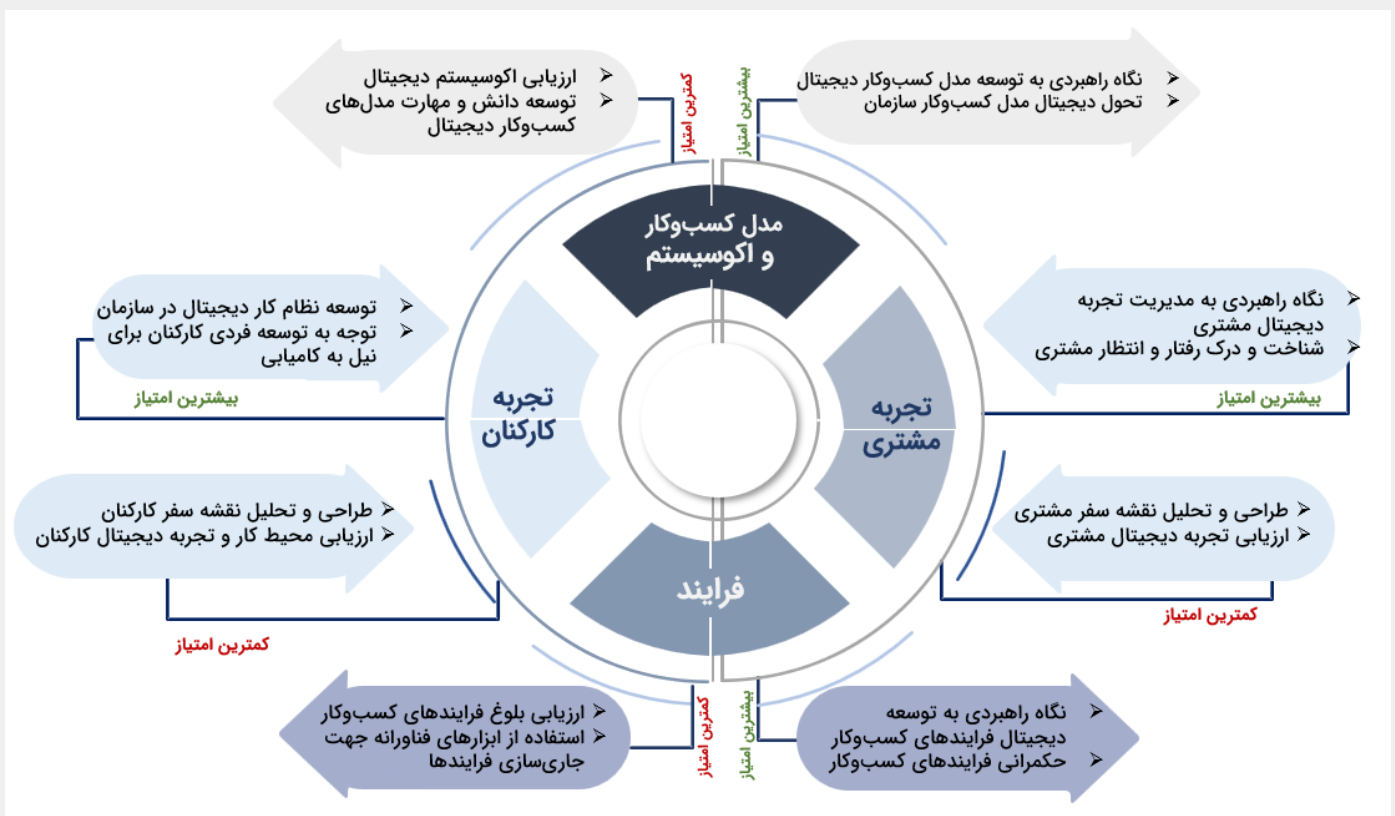 نگاه راهبردی به توسعه مدل کسب‌وکار دیجیتال
تحول دیجیتال مدل کسب‌وکار سازمان
بیشترین امتیاز
کمترین امتیاز
ارزیابی اکوسیستم دیجیتال
توسعه دانش و مهارت مدل‌های
کسب‌وکار دیجیتال
مدل کسب‌وکار
و اکوسیستم
نگاه راهبردی به مدیریت تجربه
دیجیتال مشتری
شناخت و درک رفتار و انتظار مشتری
بیشترین امتیاز
تجربه
مشتری
تجربه
کارکنان
توسعه نظام کار دیجیتال در سازمان
توجه به توسعه فردی کارکنان برای
نیل به کامیابی
بیشترین امتیاز
طراحی و تحلیل نقشه سفر مشتری
ارزیابی تجربه دیجیتال مشتری
کمترین امتیاز
طراحی و تحلیل نقشه سفر کارکنان
ارزیابی محیط کار و تجربه دیجیتال کارکنان
کمترین امتیاز
فرایند
نگاه راهبردی به توسعه
دیجیتال فرایندهای کسب‌وکار
حکمرانی فرایندهای کسب‌وکار
بیشترین امتیاز
کمترین امتیاز
ارزیابی بلوغ فرایندهای کسب‌وکار
استفاده از ابزارهای فناورانه جهت
جاری‌سازی فرایندها